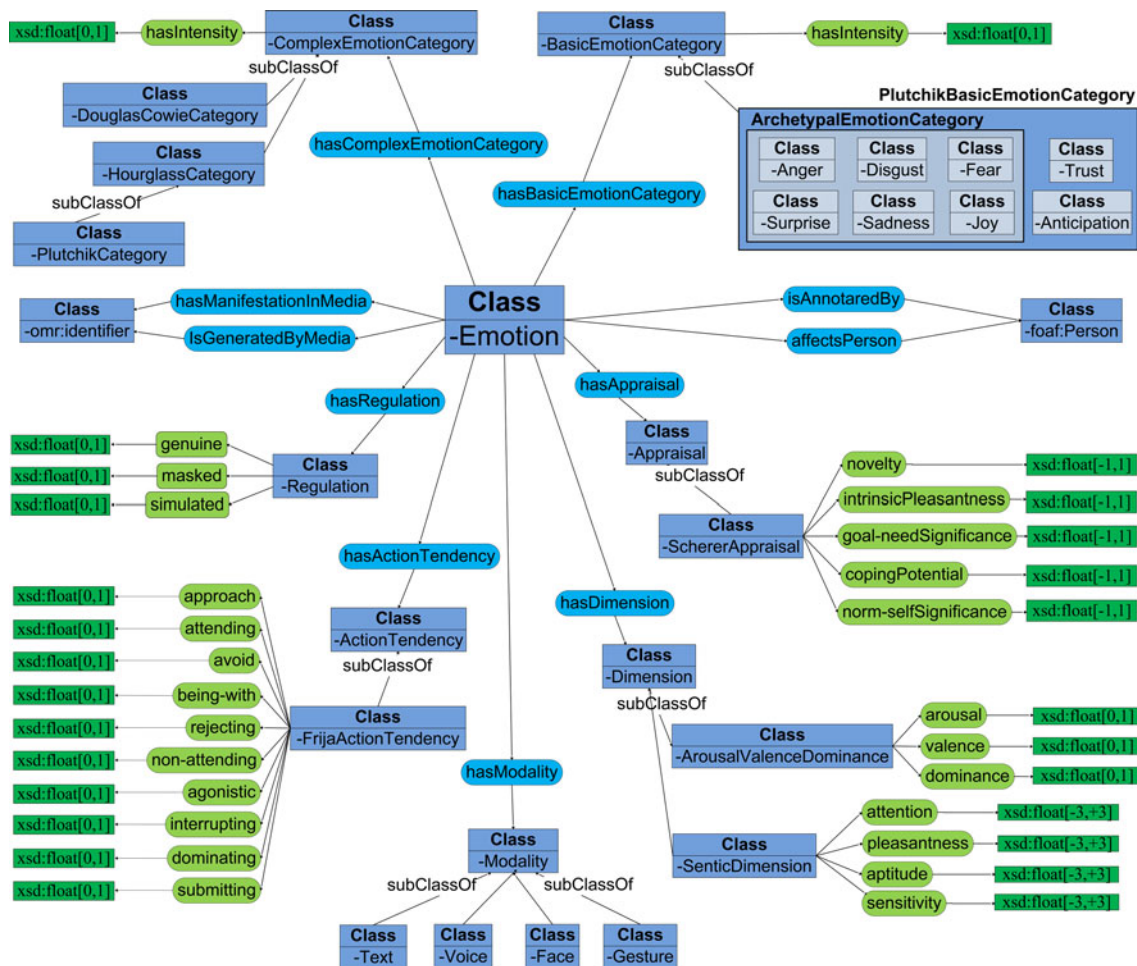 xsd:float[0,1]
hasIntensity
Class
-ComplexEmotionCategory
Class
-BasicEmotionCategory
hasIntensity
xsd:float[0,1]
subClassOf
subClassOf
Class
-DouglasCowieCategory
PlutchikBasicEmotionCategory
ArchetypalEmotionCategory
Class
-Anger
Class
-Disgust
Class
-Fear
Class
-Trust
Class
-Surprise
Class
-Sadness
Class
-Joy
Class
-Anticipation
hasComplexEmotionCategory
Class
-HourglassCategory
hasBasicEmotionCategory
subClassOf
Class
-PlutchikCategory
Class
-Emotion
hasManifestationInMedia
IsGeneratedByMedia
Class
-omr:identifier
isAnnotaredBy
affectsPerson
Class
-foaf:Person
hasRegulation
hasAppraisal
xsd:float[0,1]
genuine
xsd:float[0,1]
masked
xsd:float[0,1]
simulated
Class
-Regulation
Class
-Appraisal
subClassOf
Class
-SchererAppraisal
novelty
xsd:float[-1,1]
intrinsicPleasantness
xsd:float[-1,1]
goal-needSignificance
xsd:float[-1,1]
copingPotential
xsd:float[-1,1]
norm-selfSignificance
xsd:float[-1,1]
hasActionTendency
hasDimension
Class
-ActionTendency
subClassOf
Class
-FrijaActionTendency
xsd:float[0,1]
approach
xsd:float[0,1]
attending
xsd:float[0,1]
avoid
xsd:float[0,1]
being-with
xsd:float[0,1]
rejecting
xsd:float[0,1]
non-attending
xsd:float[0,1]
agonistic
xsd:float[0,1]
interrupting
xsd:float[0,1]
dominating
xsd:float[0,1]
submitting
Class
-Dimension
subClassOf
Class
-ArousalValenceDominance
arousal
xsd:float[0,1]
valence
xsd:float[0,1]
dominance
xsd:float[0,1]
hasModality
Class
-SenticDimension
attention
xsd:float[-3,+3]
pleasantness
xsd:float[-3,+3]
aptitude
xsd:float[-3,+3]
sensitivity
xsd:float[-3,+3]
Class
-Modality
subClassOf
subClassOf
Class
-Text
Class
-Voice
Class
-Face
Class
-Gesture